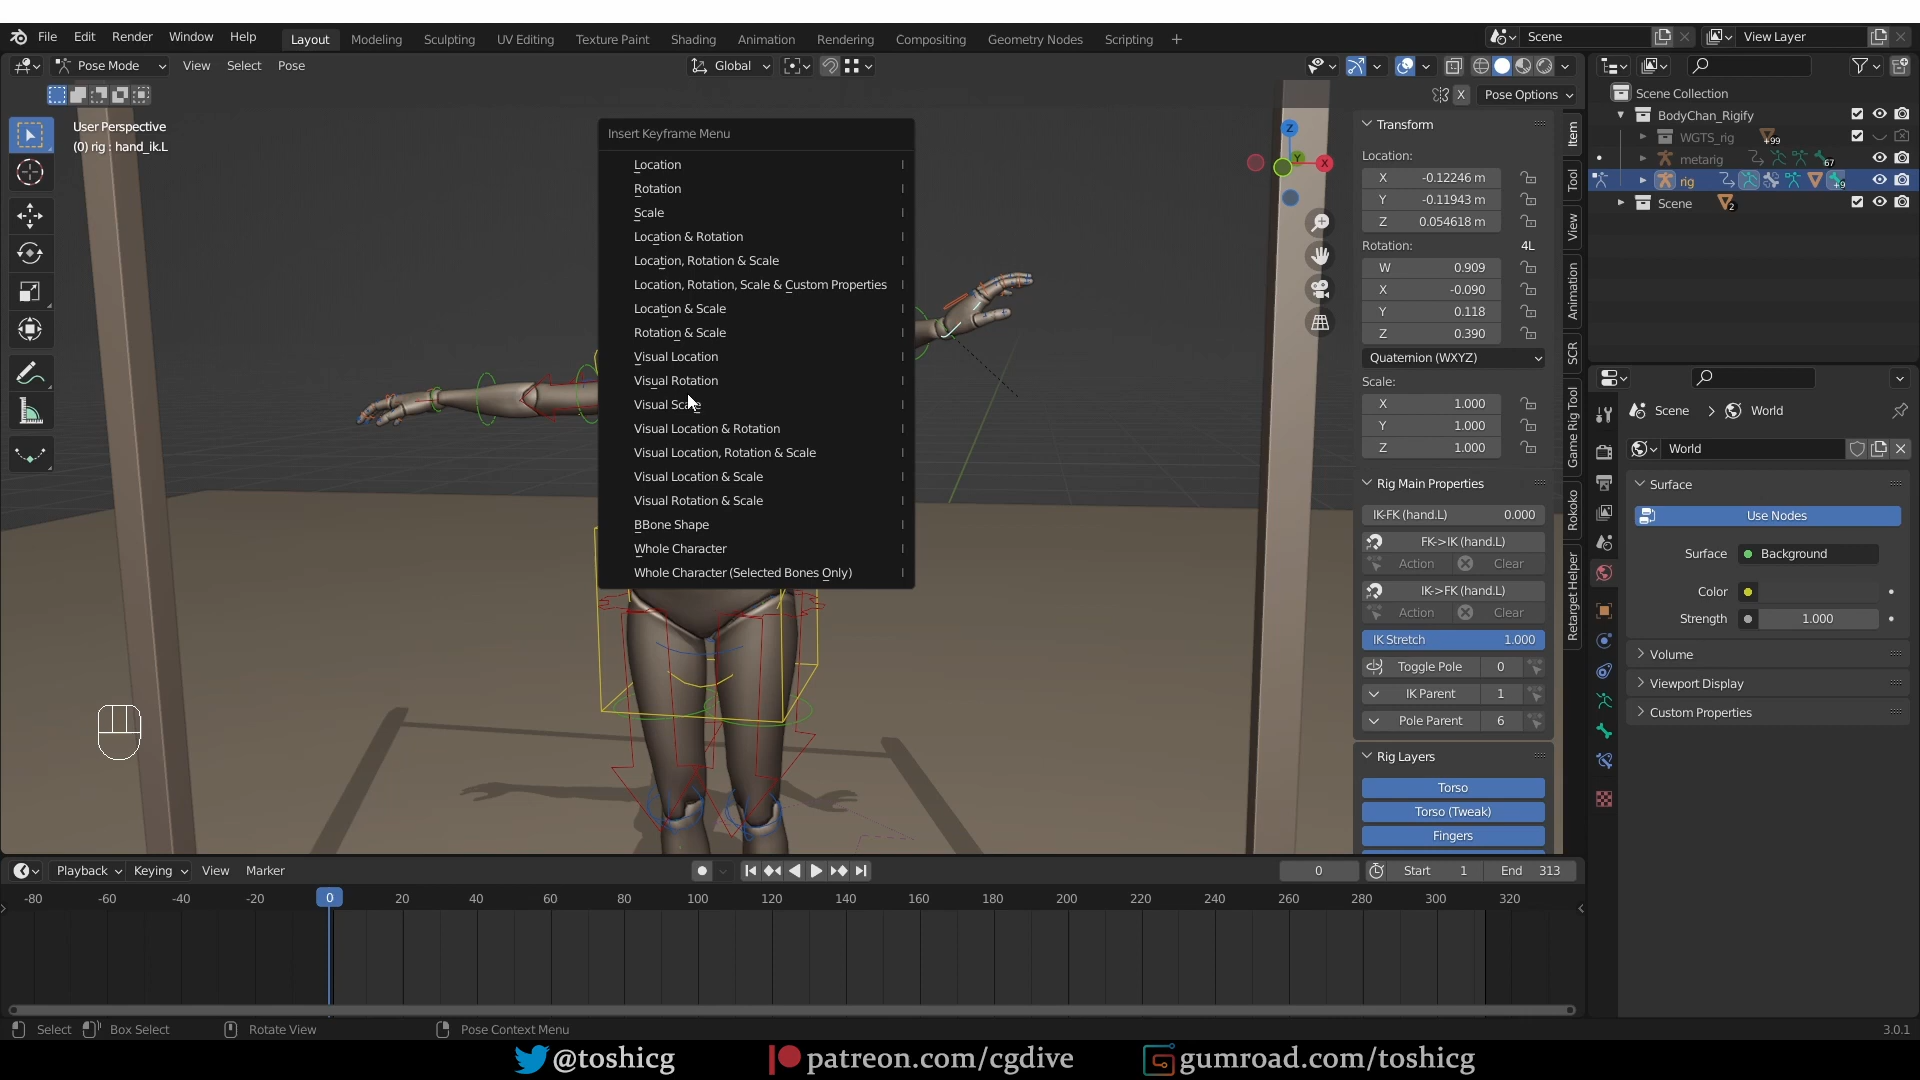 File Edit Render Window Help
Layout Modeling Sculpting UV Editing Texture Paint Shading Animation Rendering Compositing Geometry Nodes Scripting
Scene
View Layer
Pose Mode View Select Pose
Global
X Pose Options
User Perspective
(0) rig : hand_ik.L
Insert Keyframe Menu
Location I
Rotation I
Scale I
Location & Rotation I
Location, Rotation & Scale I
Location, Rotation, Scale & Custom Properties I
Location & Scale I
Rotation & Scale I
Visual Location I
Visual Rotation I
Visual Scale I
Visual Location & Rotation I
Visual Location, Rotation & Scale I
Visual Location & Scale I
Visual Rotation & Scale I
BBone Shape I
Whole Character I
Whole Character (Selected Bones Only) I
Z
Y
X
Transform
Location:
X -0.12246 m
Y -0.11943 m
Z 0.054618 m
Rotation: 4L
W 0.909
X -0.090
Y 0.118
Z 0.390
Quaternion (WXYZ)
Scale:
X 1.000
Y 1.000
Z 1.000
Rig Main Properties
IK-FK (hand.L) 0.000
FK->IK (hand.L)
Action Clear
IK->FK (hand.L)
Action Clear
IK Stretch 1.000
Toggle Pole 0
IK Parent 1
Pole Parent 6
Rig Layers
Torso
Torso (Tweak)
Fingers
Item
Tool
View
Animation
SCR
Game Rig Tool
Rokoko
Retarget Helper
Scene Collection
BodyChan_Rigify
WGTS_rig +99
metarig 67
rig +9
Scene 2
Scene > World
World
Surface
Use Nodes
Surface Background
Color
Strength 1.000
Volume
Viewport Display
Custom Properties
Playback Keying View Marker
0 Start 1 End 313
-80 -60 -40 -20 0 20 40 60 80 100 120 140 160 180 200 220 240 260 280 300 320
Select Box Select Rotate View Pose Context Menu 3.0.1
@toshicg patreon.com/cgdive gumroad.com/toshicg